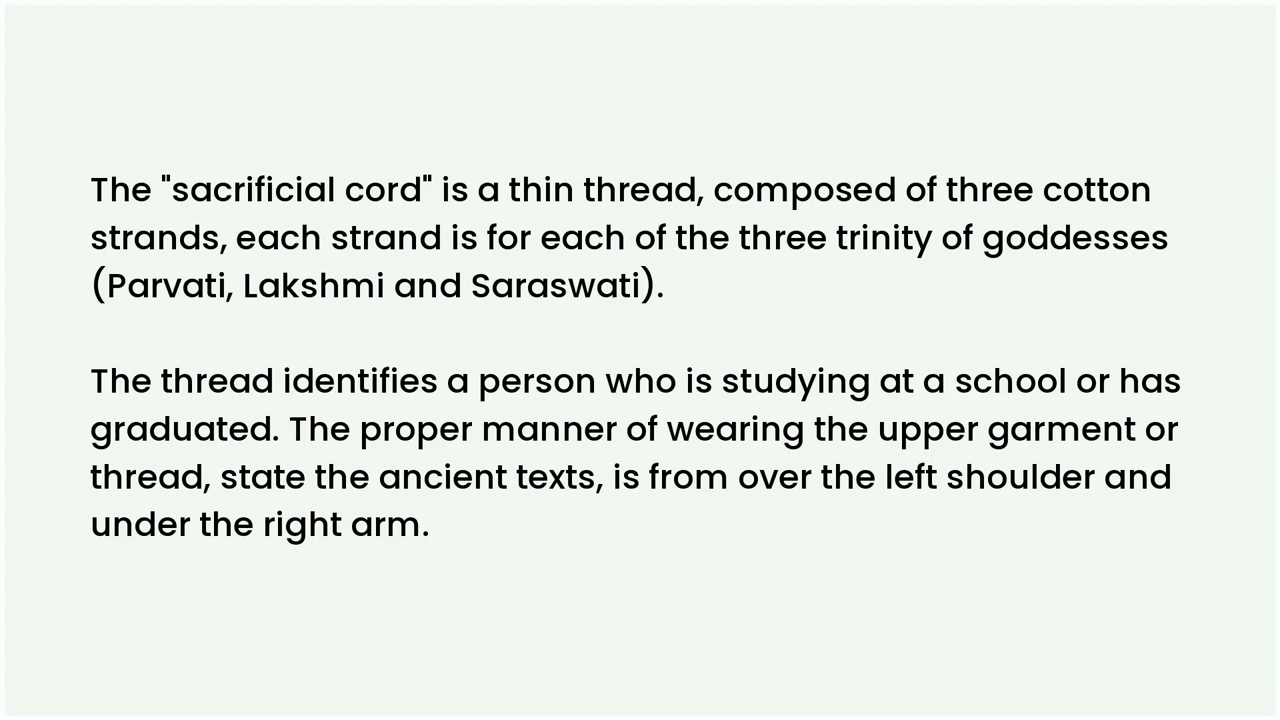 The "sacrificial cord" is a thin thread, composed of three cotton
strands, each strand is for each of the three trinity of goddesses
(Parvati, Lakshmi and Saraswati).
The thread identifies a person who is studying at a school or has
graduated. The proper manner of wearing the upper garment or
thread, state the ancient texts, is from over the left shoulder and
under the right arm.